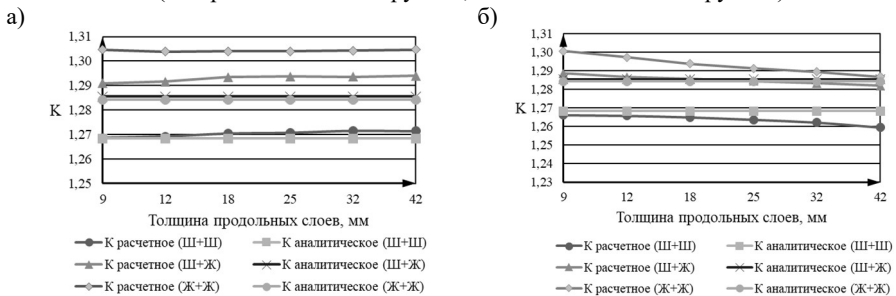 а)
1,31
1,30
1,29
1,28
1,27
1,26
1,25
К
9 12 18 25 32 42
Толщина продольных слоев, мм
К расчетное (Ш+Ш) К аналитическое (Ш+Ш)
К расчетное (Ш+Ж) К аналитическое (Ш+Ж)
К расчетное (Ж+Ж) К аналитическое (Ж+Ж)
б)
1,31
1,30
1,29
1,28
1,27
1,26
1,25
1,24
1,23
К
9 12 18 25 32 42
Толщина продольных слоев, мм
К расчетное (Ш+Ш) К аналитическое (Ш+Ш)
К расчетное (Ш+Ж) К аналитическое (Ш+Ж)
К расчетное (Ж+Ж) К аналитическое (Ж+Ж)